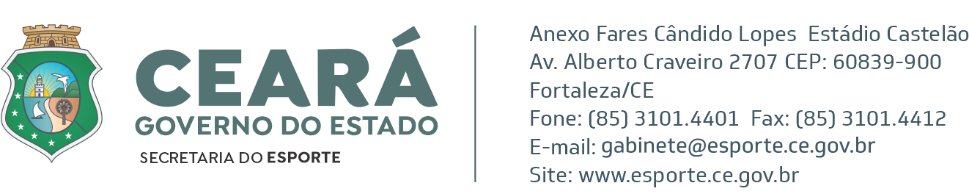 CEARÁ
GOVERNO DO ESTADO
SECRETARIA DO ESPORTE
Anexo Fares Cândido Lopes Estádio Castelão
Av. Alberto Craveiro 2707 CEP: 60839-900
Fortaleza/CE
Fone: (85) 3101.4401 Fax: (85) 3101.4412
E-mail: gabinete@esporte.ce.gov.br
Site: www.esporte.ce.gov.br